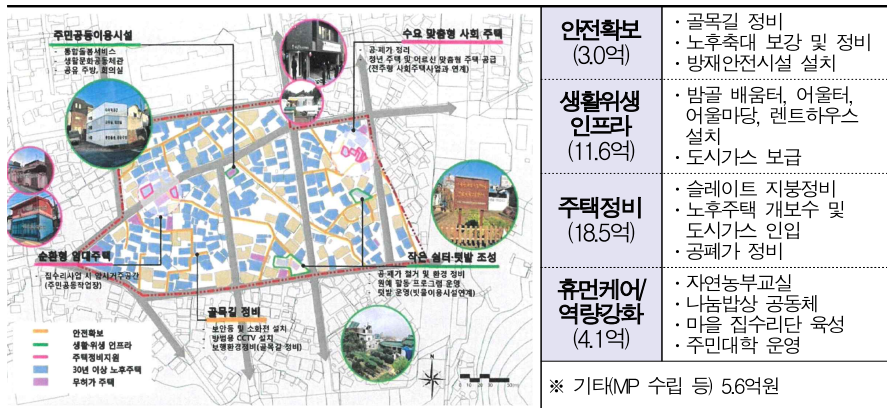 주민공동이용시설
- 통합돌봄서비스
- 생활문화공동체관
- 공유 주방, 회의실
수요 맞춤형 사회 주택
- 공·폐가 정리
- 청년 주택 및 어르신 맞춤형 주택 공급
(전주형 사회주택사업과 연계)
순환형 임대주택
- 집수리사업 시 임시거주공간
(주민공동작업장)
작은 쉼터·텃밭 조성
- 공·폐가 철거 및 환경 정비
- 원예 활동 프로그램 운영
- 텃밭 운영(빗물이용시설연계)
골목길 정비
- 보안등 및 소화전 설치
- 방범용 CCTV 설치
- 보행환경정비(골목길 정비)
안전확보
생활·위생 인프라
주택정비지원
30년 이상 노후주택
무허가 주택
N
안전확보
(3.0억)
· 골목길 정비
· 노후축대 보강 및 정비
· 방재안전시설 설치
생활위생
인프라
(11.6억)
· 밤골 배움터, 어울터,
어울마당, 렌트하우스
설치
· 도시가스 보급
주택정비
(18.5억)
· 슬레이트 지붕정비
· 노후주택 개보수 및
도시가스 인입
· 공폐가 정비
휴먼케어/
역량강화
(4.1억)
· 자연농부교실
· 나눔밥상 공동체
· 마을 집수리단 육성
· 주민대학 운영
※ 기타(MP 수립 등) 5.6억원